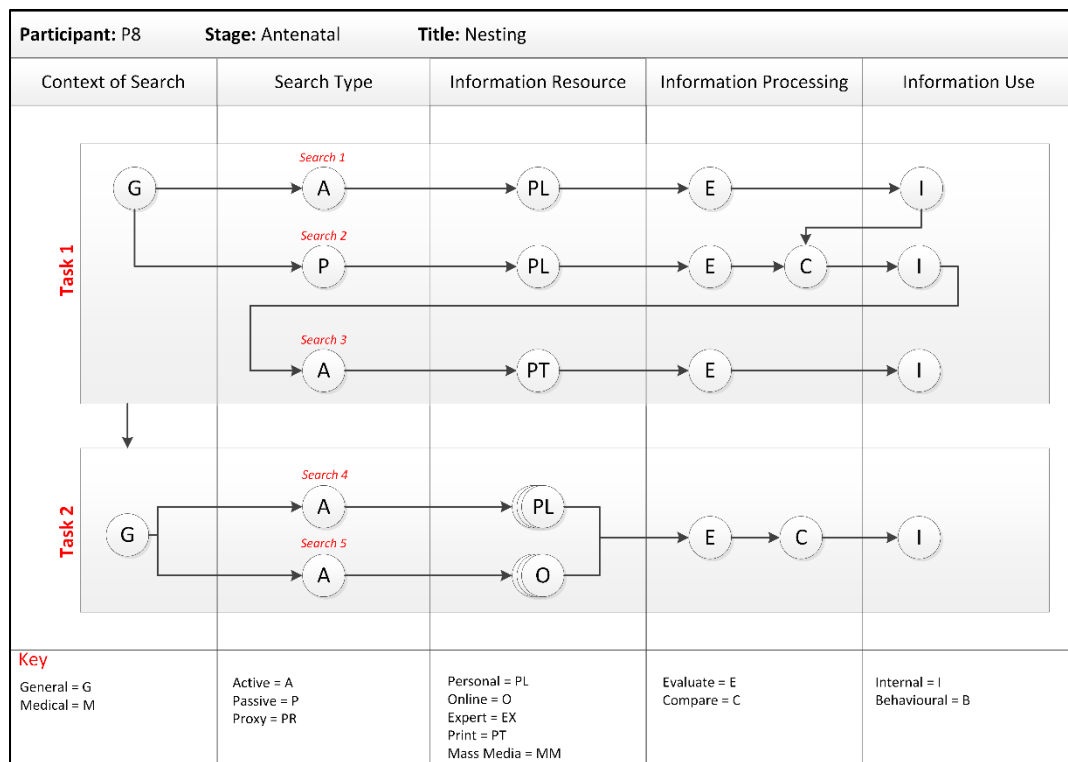 Participant: P8 Stage: Antenatal Title: Nesting
Context of Search Search Type Information Resource Information Processing Information Use
Task 1
Search 1
G A PL E I
Search 2
P PL E C I
Search 3
A PT E I
Task 2
Search 4
A PL
G E C I
Search 5
A O
Key
General = G
Medical = M
Active = A
Passive = P
Proxy = PR
Personal = PL
Online = O
Expert = EX
Print = PT
Mass Media = MM
Evaluate = E
Compare = C
Internal = I
Behavioural = B